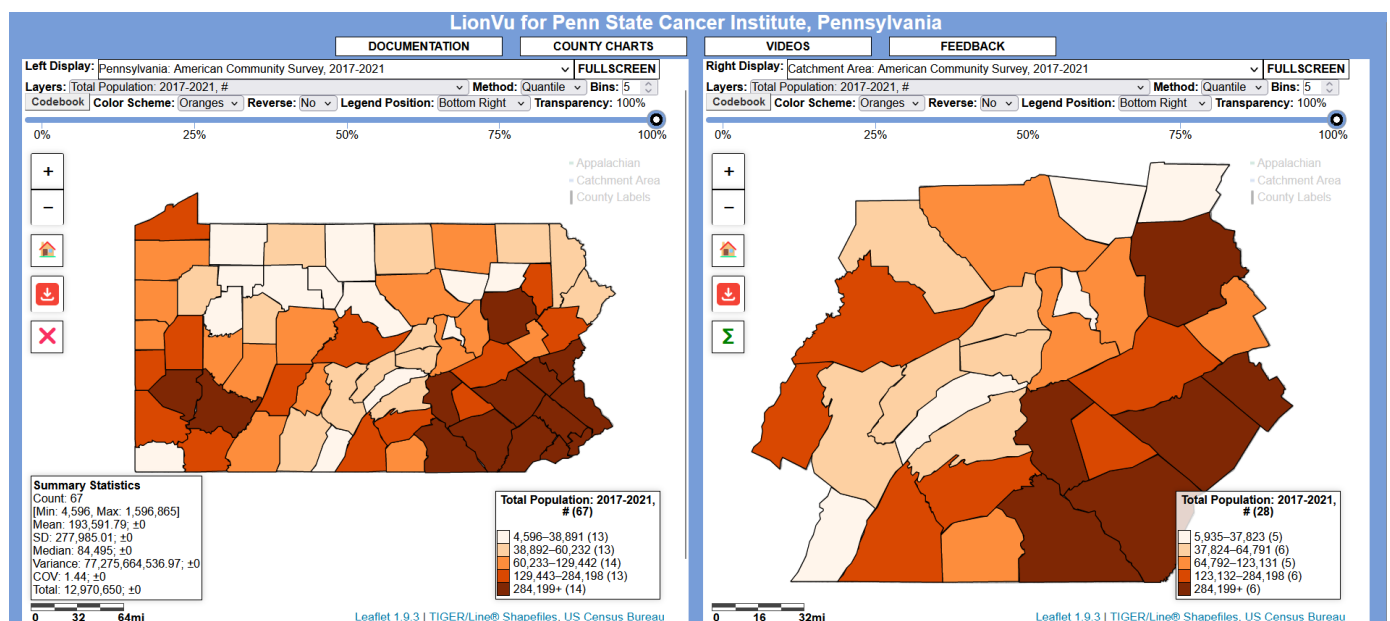 LionVu for Penn State Cancer Institute, Pennsylvania
DOCUMENTATION
COUNTY CHARTS
VIDEOS
FEEDBACK
Left Display: Pennsylvania: American Community Survey, 2017-2021 FULLSCREEN
Layers: Total Population: 2017-2021, # Method: Quantile Bins: 5
Codebook Color Scheme: Oranges Reverse: No Legend Position: Bottom Right Transparency: 100%
0% 25% 50% 75% 100%
+
−
Appalachian
Catchment Area
County Labels
Summary Statistics
Count: 67
[Min: 4,596, Max: 1,596,865]
Mean: 193,591.79; ±0
SD: 277,985.01; ±0
Median: 84,495; ±0
Variance: 77,275,664,536.97; ±0
COV: 1.44; ±0
Total: 12,970,650; ±0
Total Population: 2017-2021,
# (67)
4,596–38,891 (13)
38,892–60,232 (13)
60,233–129,442 (14)
129,443–284,198 (13)
284,199+ (14)
0 32 64mi
Leaflet 1.9.3 | TIGER/Line® Shapefiles, US Census Bureau
Right Display: Catchment Area: American Community Survey, 2017-2021 FULLSCREEN
Layers: Total Population: 2017-2021, # Method: Quantile Bins: 5
Codebook Color Scheme: Oranges Reverse: No Legend Position: Bottom Right Transparency: 100%
0% 25% 50% 75% 100%
+
−
Σ
Appalachian
Catchment Area
County Labels
Total Population: 2017-2021,
# (28)
5,935–37,823 (5)
37,824–64,791 (6)
64,792–123,131 (5)
123,132–284,198 (6)
284,199+ (6)
0 16 32mi
Leaflet 1.9.3 | TIGER/Line® Shapefiles, US Census Bureau